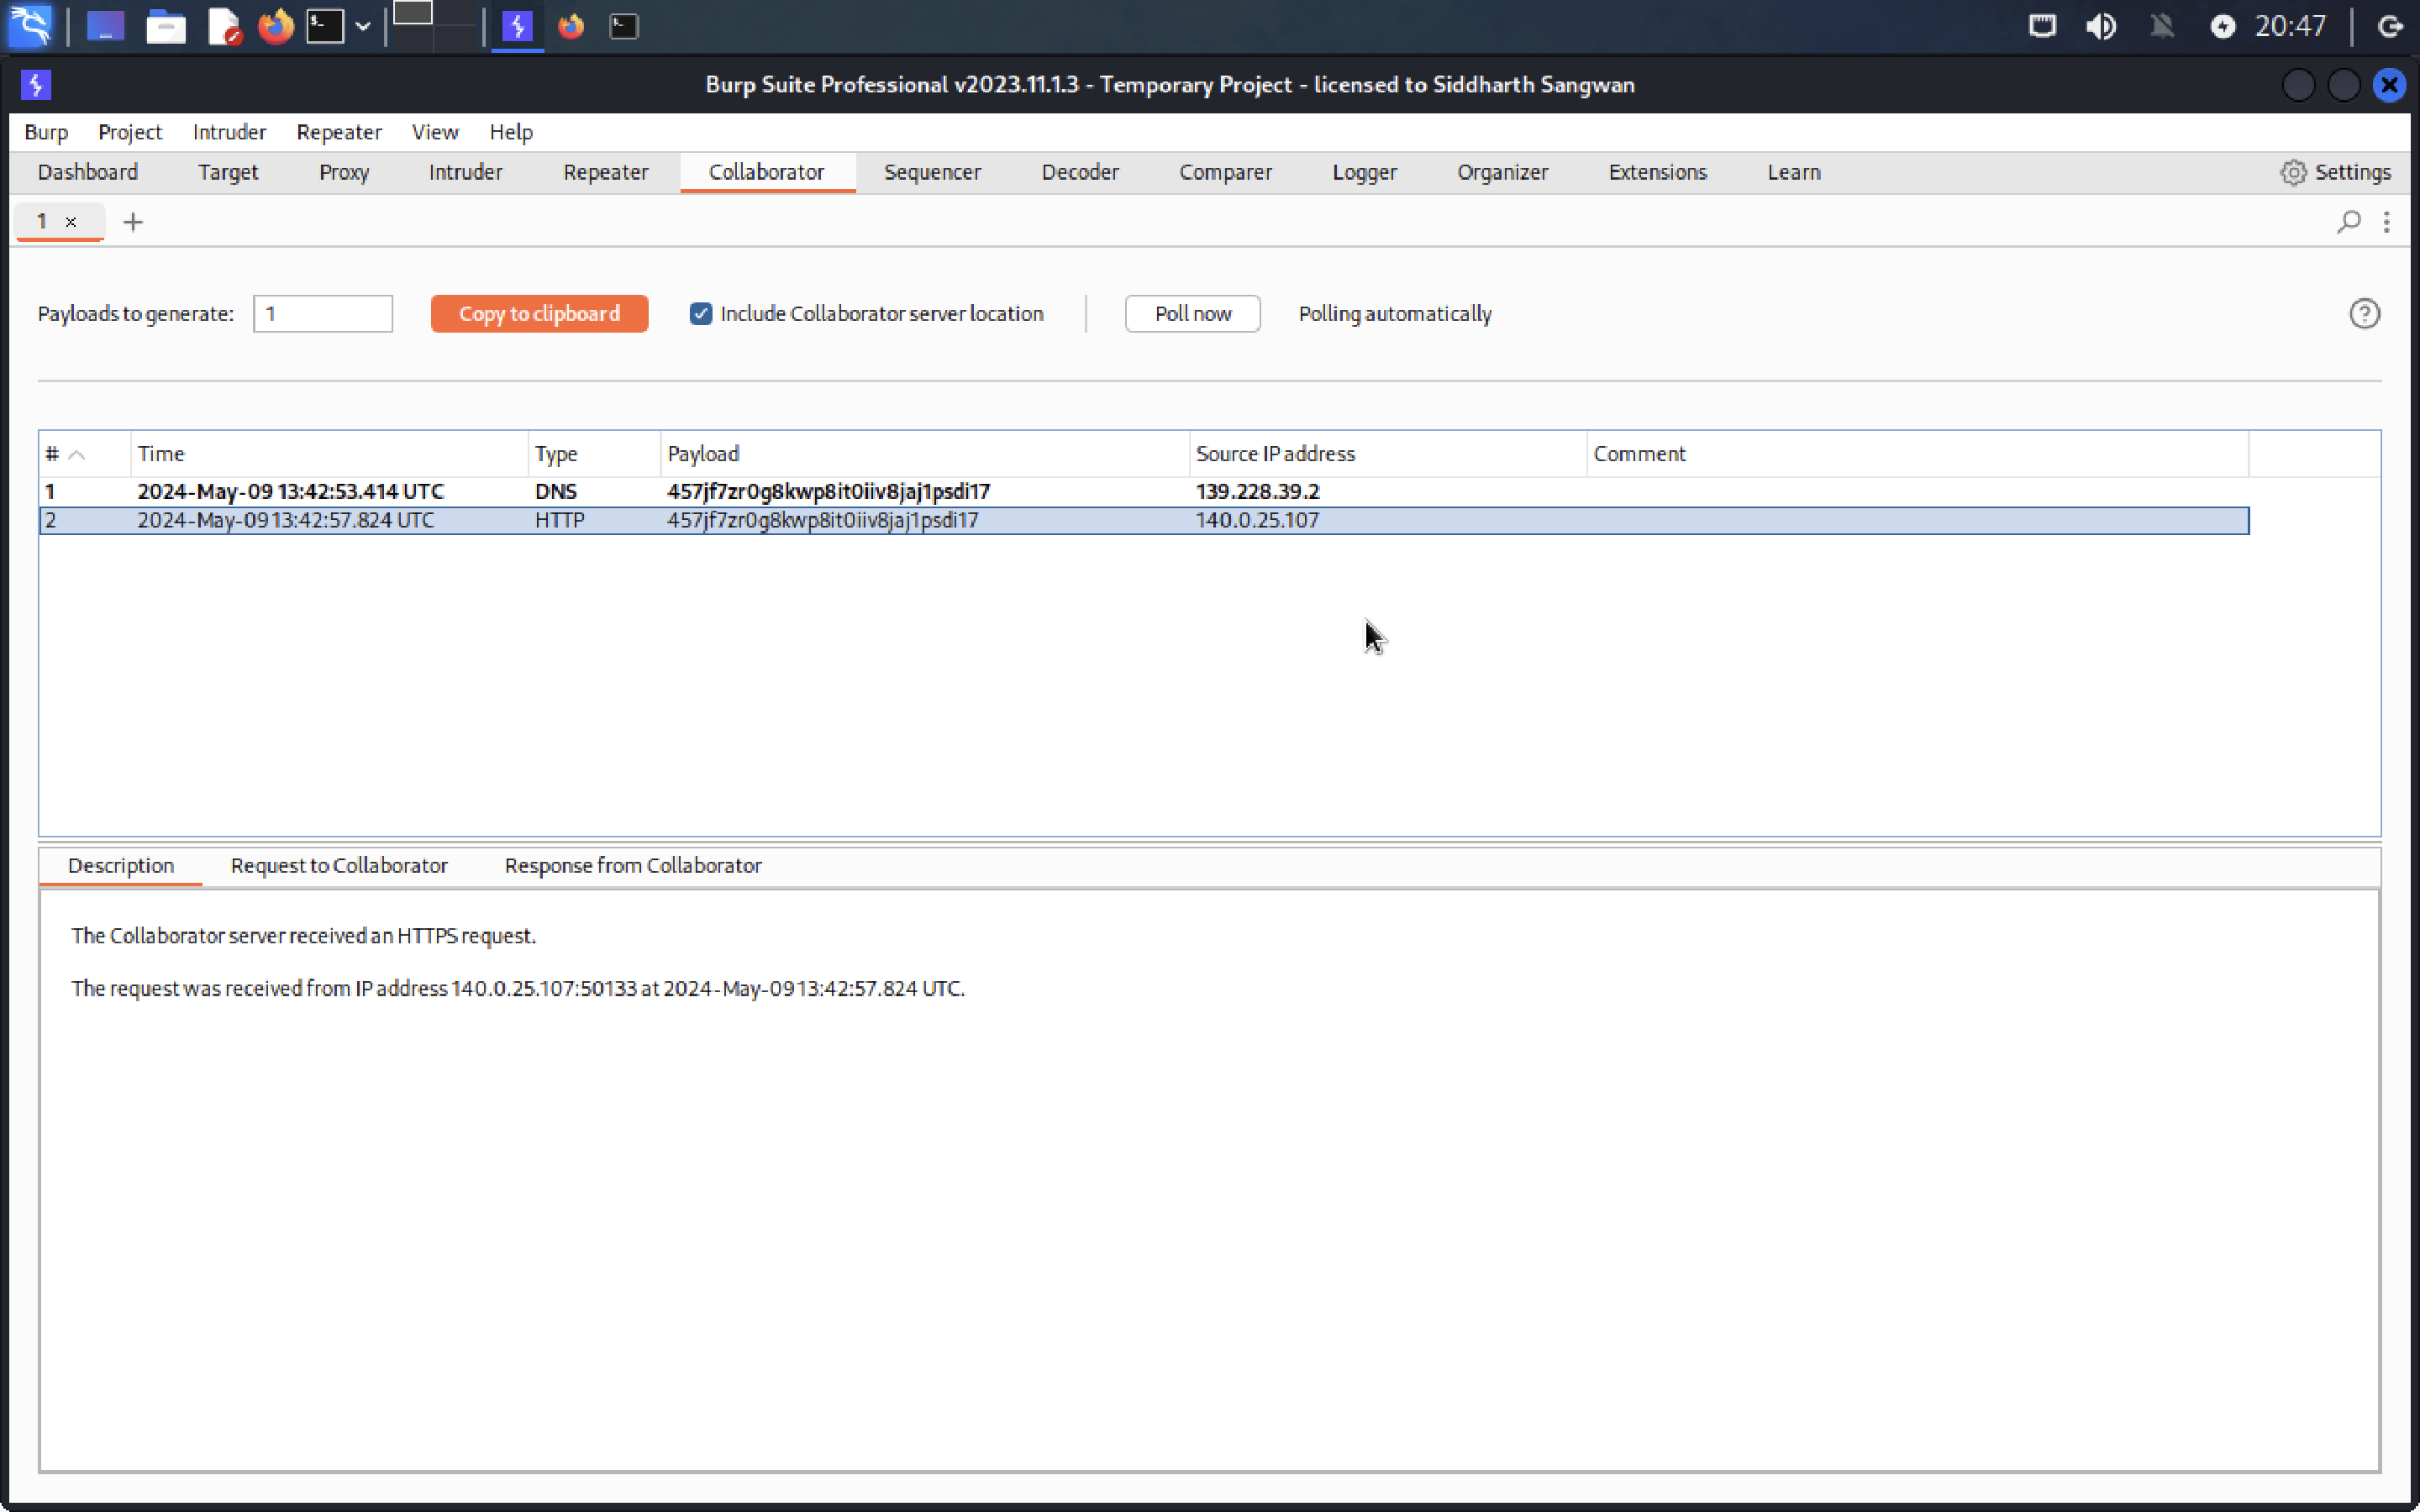 20:47
Burp Suite Professional v2023.11.1.3 - Temporary Project - licensed to Siddharth Sangwan
Burp Project Intruder Repeater View Help
Dashboard Target Proxy Intruder Repeater Collaborator Sequencer Decoder Comparer Logger Organizer Extensions Learn Settings
1 × +
Payloads to generate: 1 Copy to clipboard Include Collaborator server location Poll now Polling automatically ?
# Time Type Payload Source IP address Comment
1 2024-May-09 13:42:53.414 UTC DNS 457jf7zr0g8kwp8it0iiv8jaj1psdi17 139.228.39.2
2 2024-May-09 13:42:57.824 UTC HTTP 457jf7zr0g8kwp8it0iiv8jaj1psdi17 140.0.25.107
Description Request to Collaborator Response from Collaborator
The Collaborator server received an HTTPS request.
The request was received from IP address 140.0.25.107:50133 at 2024-May-09 13:42:57.824 UTC.